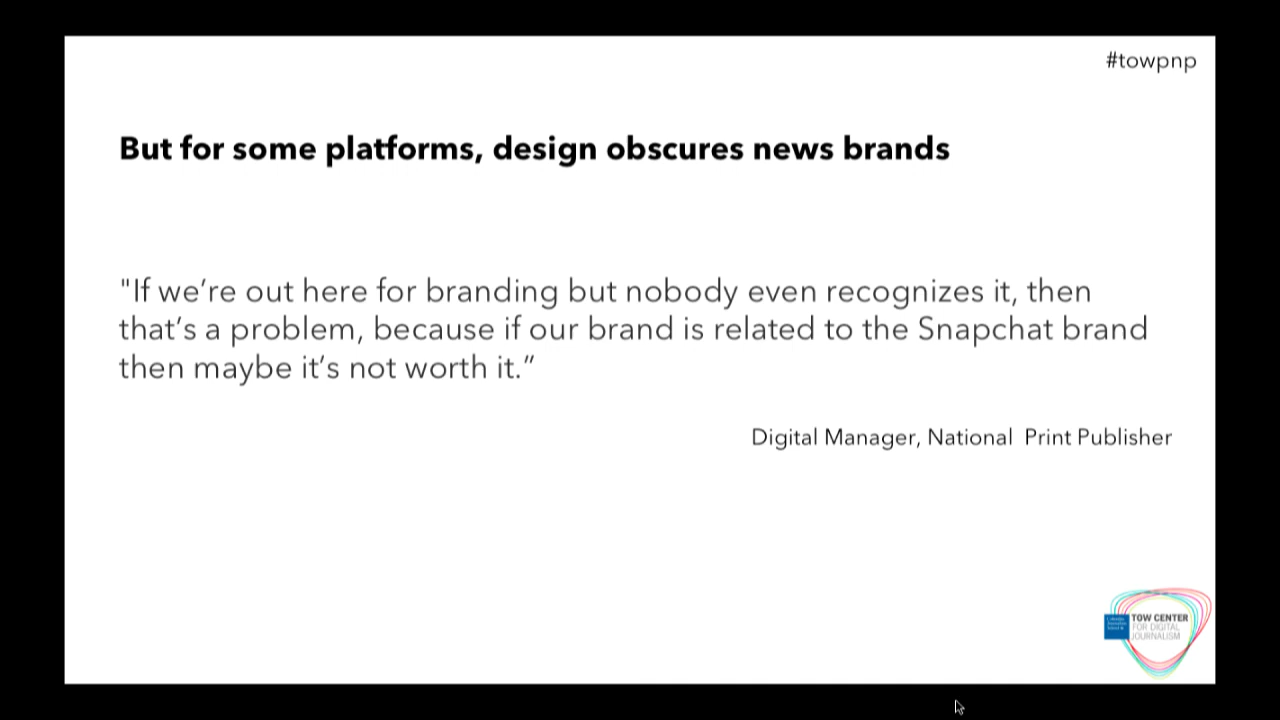 #towpnp
But for some platforms, design obscures news brands
"If we’re out here for branding but nobody even recognizes it, then
that’s a problem, because if our brand is related to the Snapchat brand
then maybe it’s not worth it.”
Digital Manager, National  Print Publisher
TOW CENTER
FOR DIGITAL
JOURNALISM